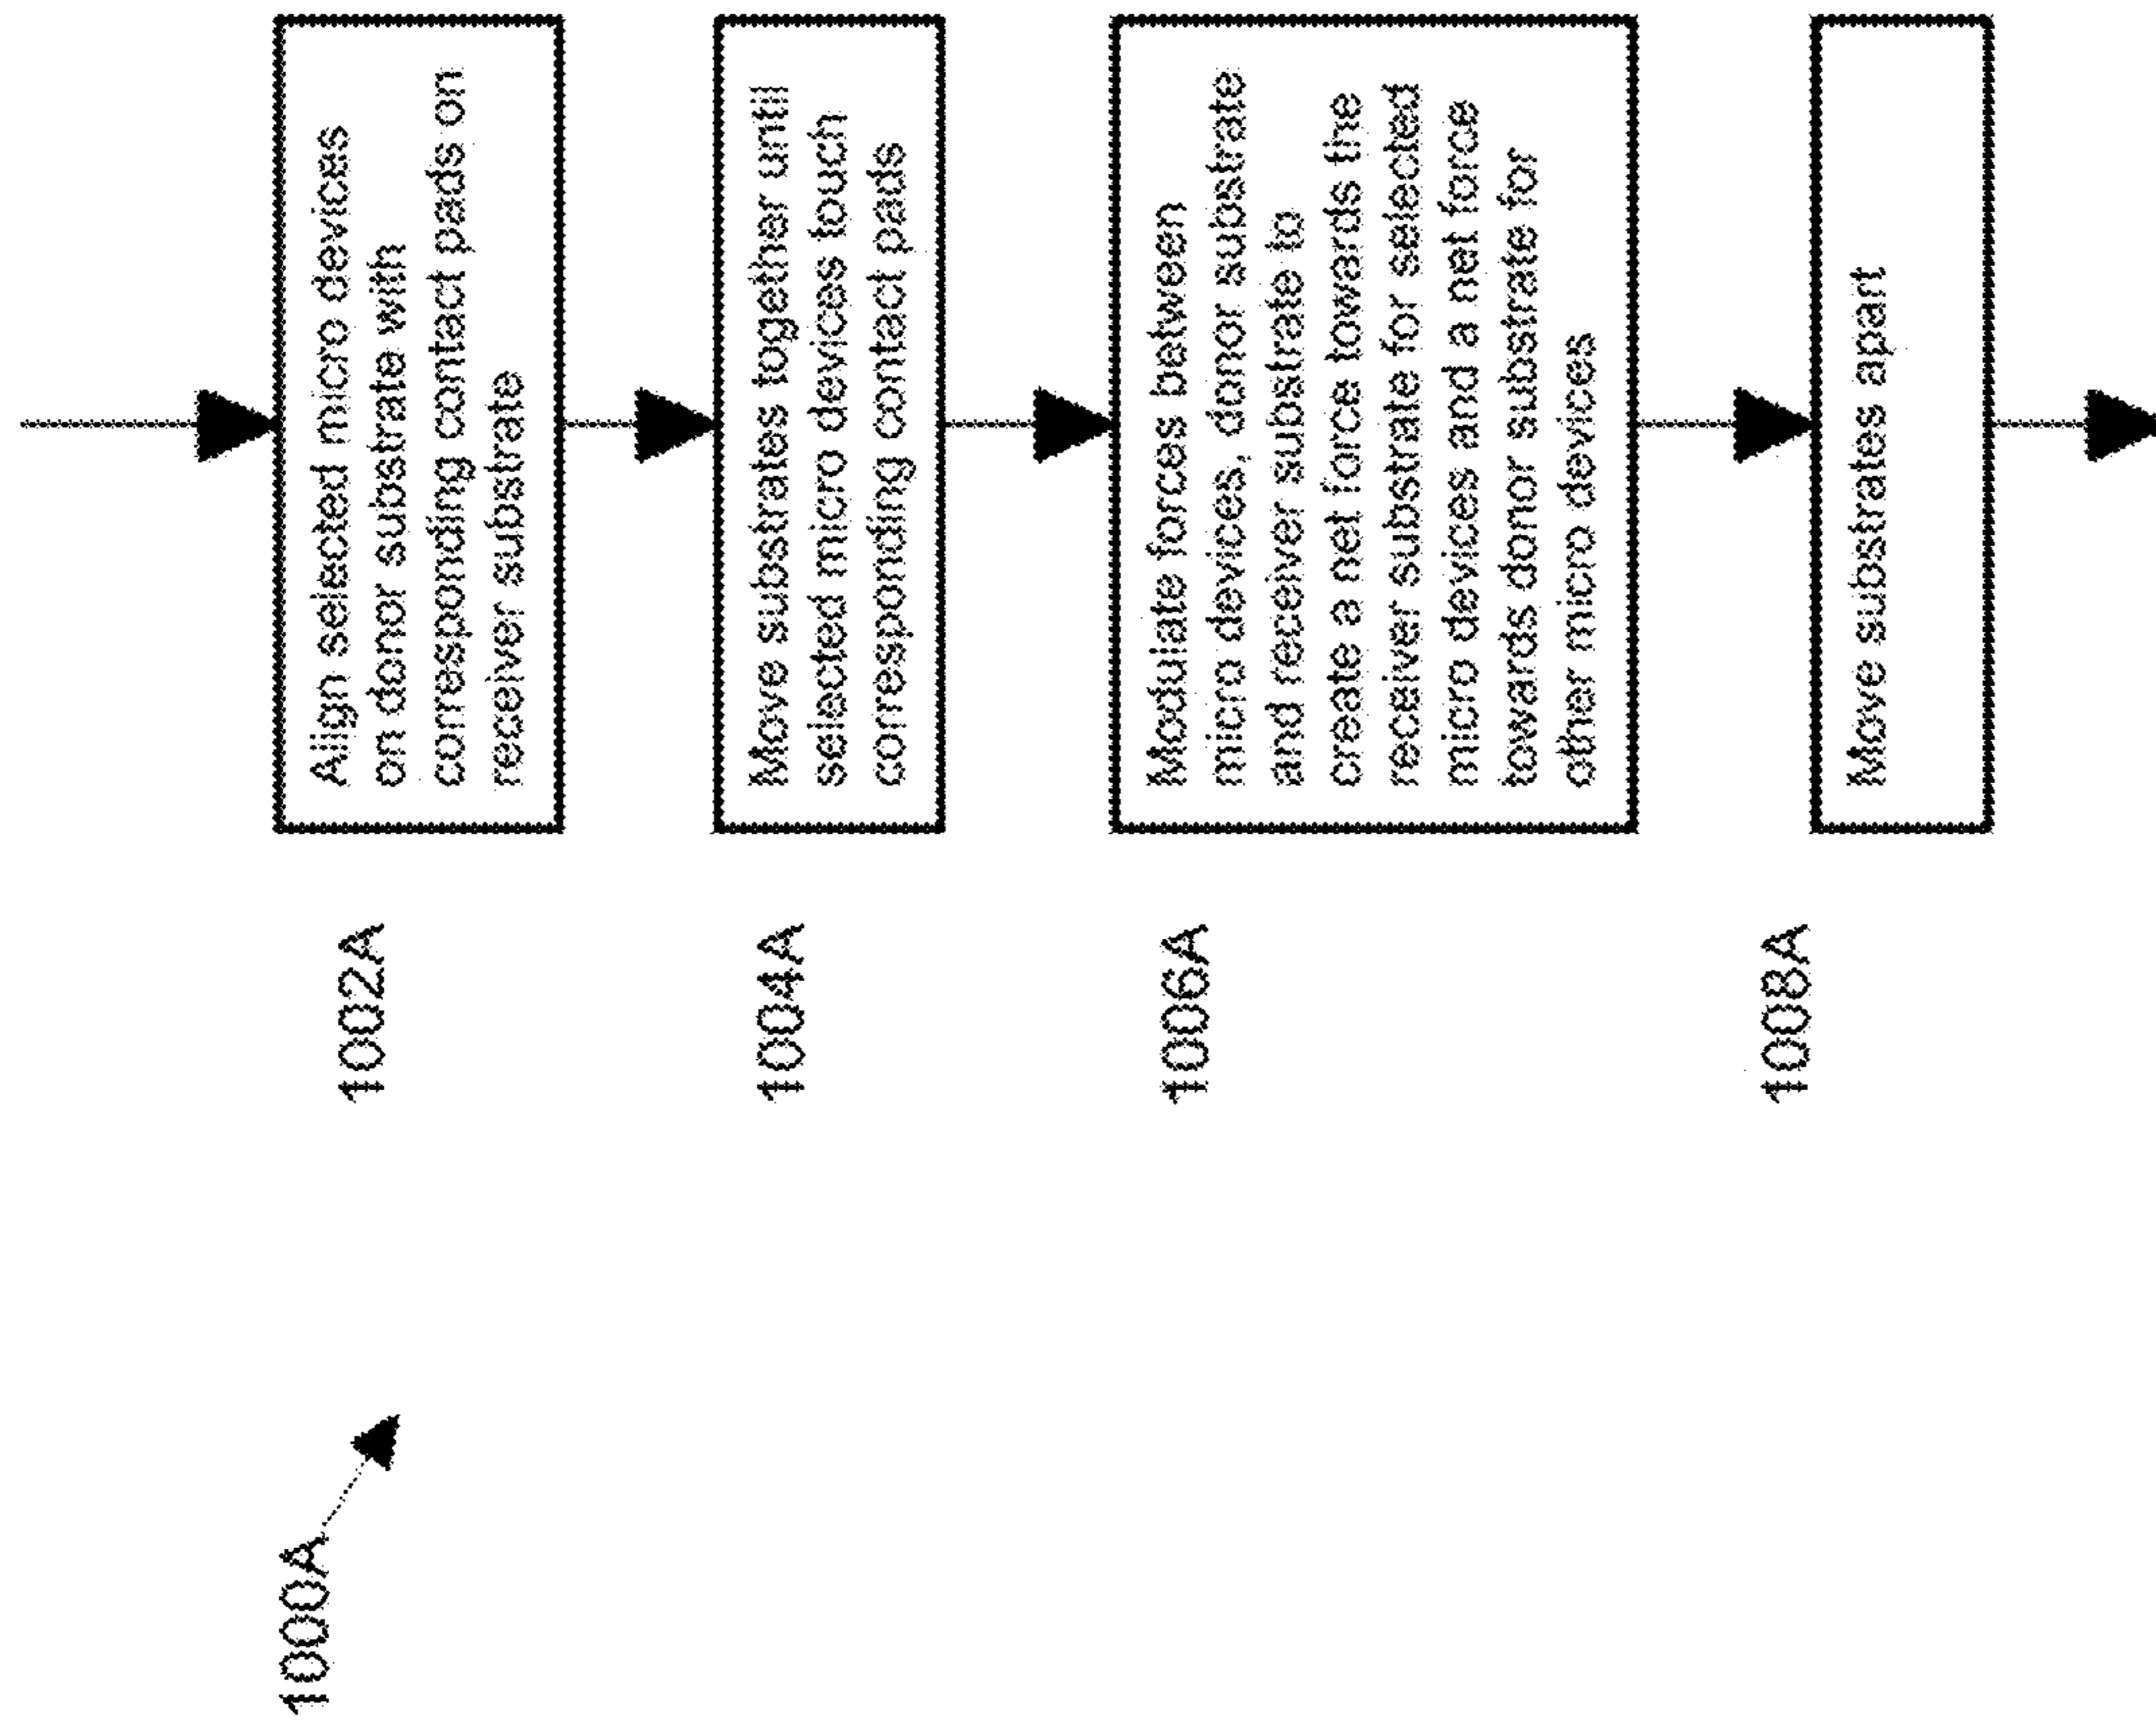 1000A
1002A
Align selected micro devices
on donor substrate with
corresponding contact pads on
receiver substrate
1004A
Move substrates together until
selected micro devices touch
corresponding contact pads
1006A
Modulate forces between
micro devices, donor substrate
and receiver substrate to
create a net force towards the
receiver substrate for selected
micro devices and a net force
towards donor substrate for
other micro devices
1008A
Move substrates apart